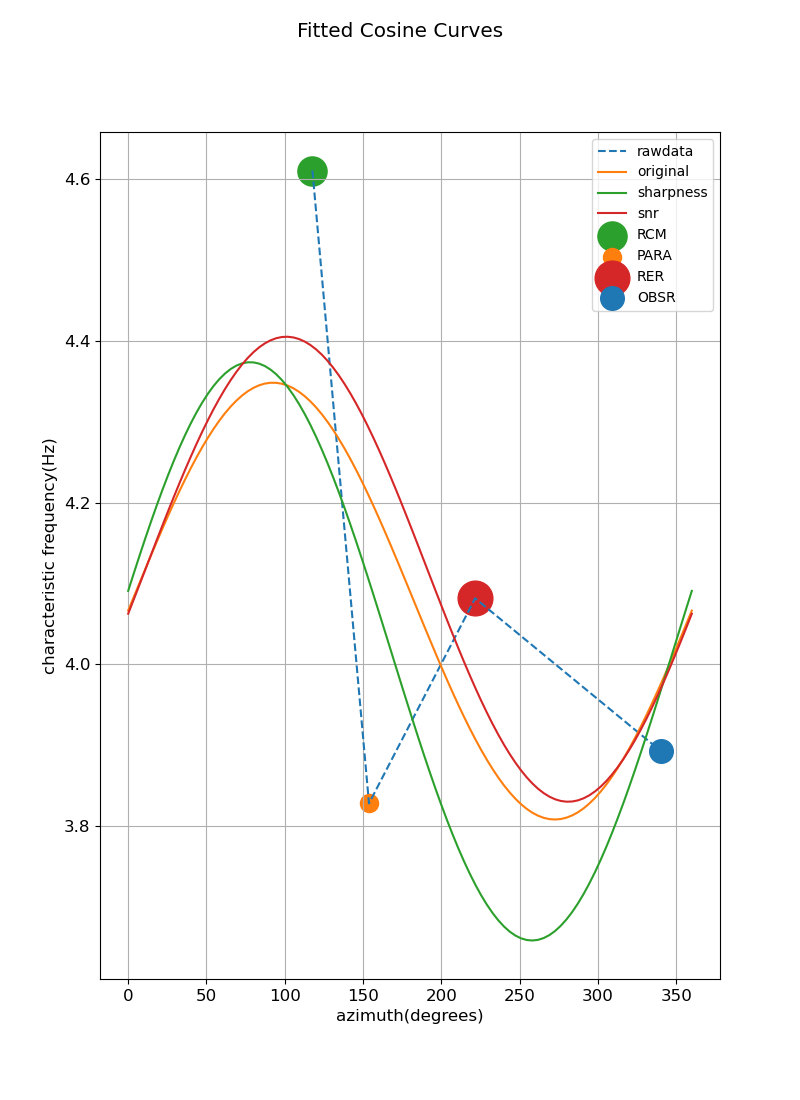 Fitted Cosine Curves
rawdata
original
sharpness
snr
RCM
PARA
RER
OBSR
characteristic frequency(Hz)
4.6
4.4
4.2
4.0
3.8
0 50 100 150 200 250 300 350
azimuth(degrees)